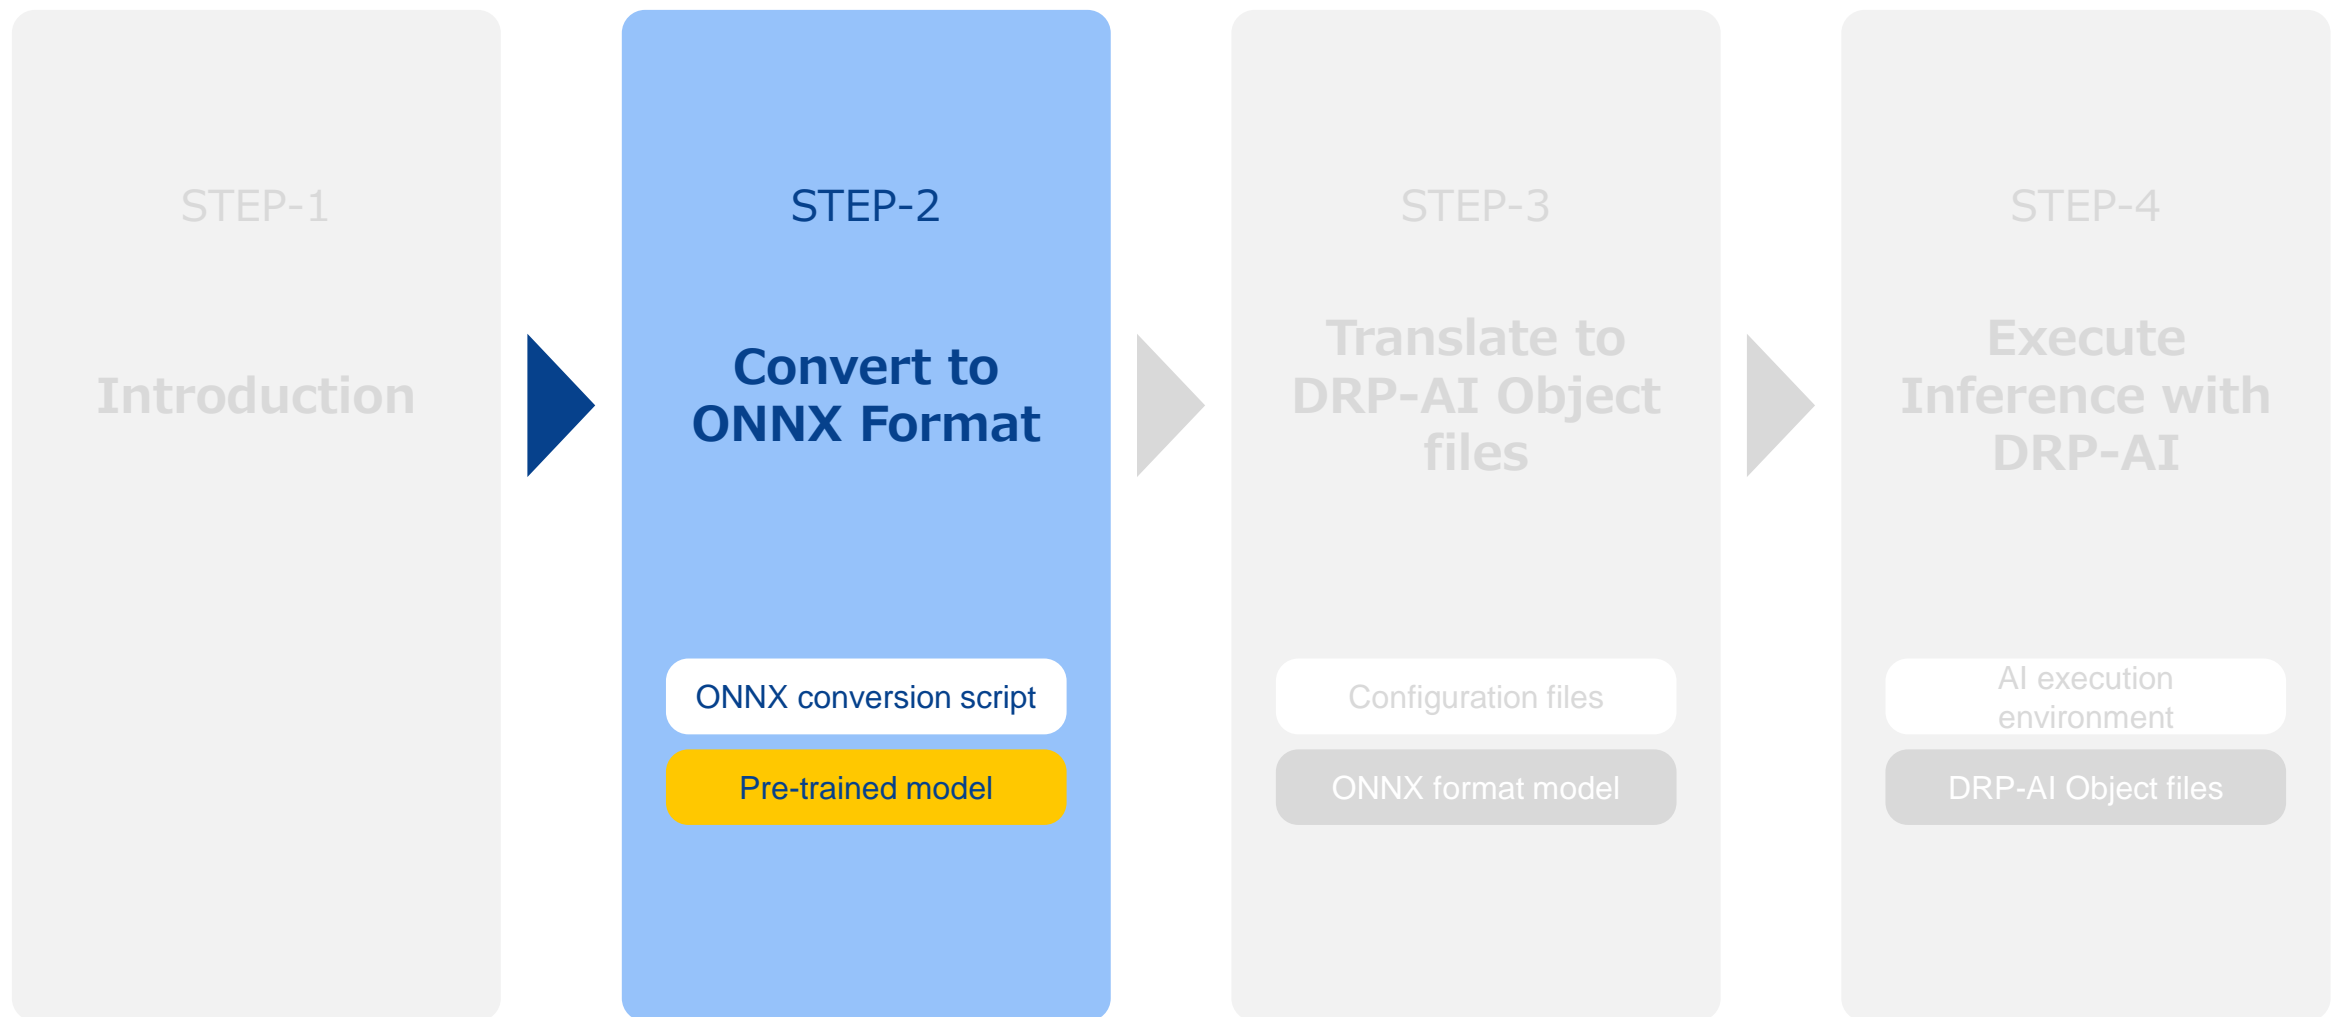 STEP-1
Introduction
STEP-2
Convert to
ONNX Format
ONNX conversion script
Pre-trained model
STEP-3
Translate to
DRP-AI Object
files
Configuration files
ONNX format model
STEP-4
Execute
Inference with
DRP-AI
AI execution
environment
DRP-AI Object files